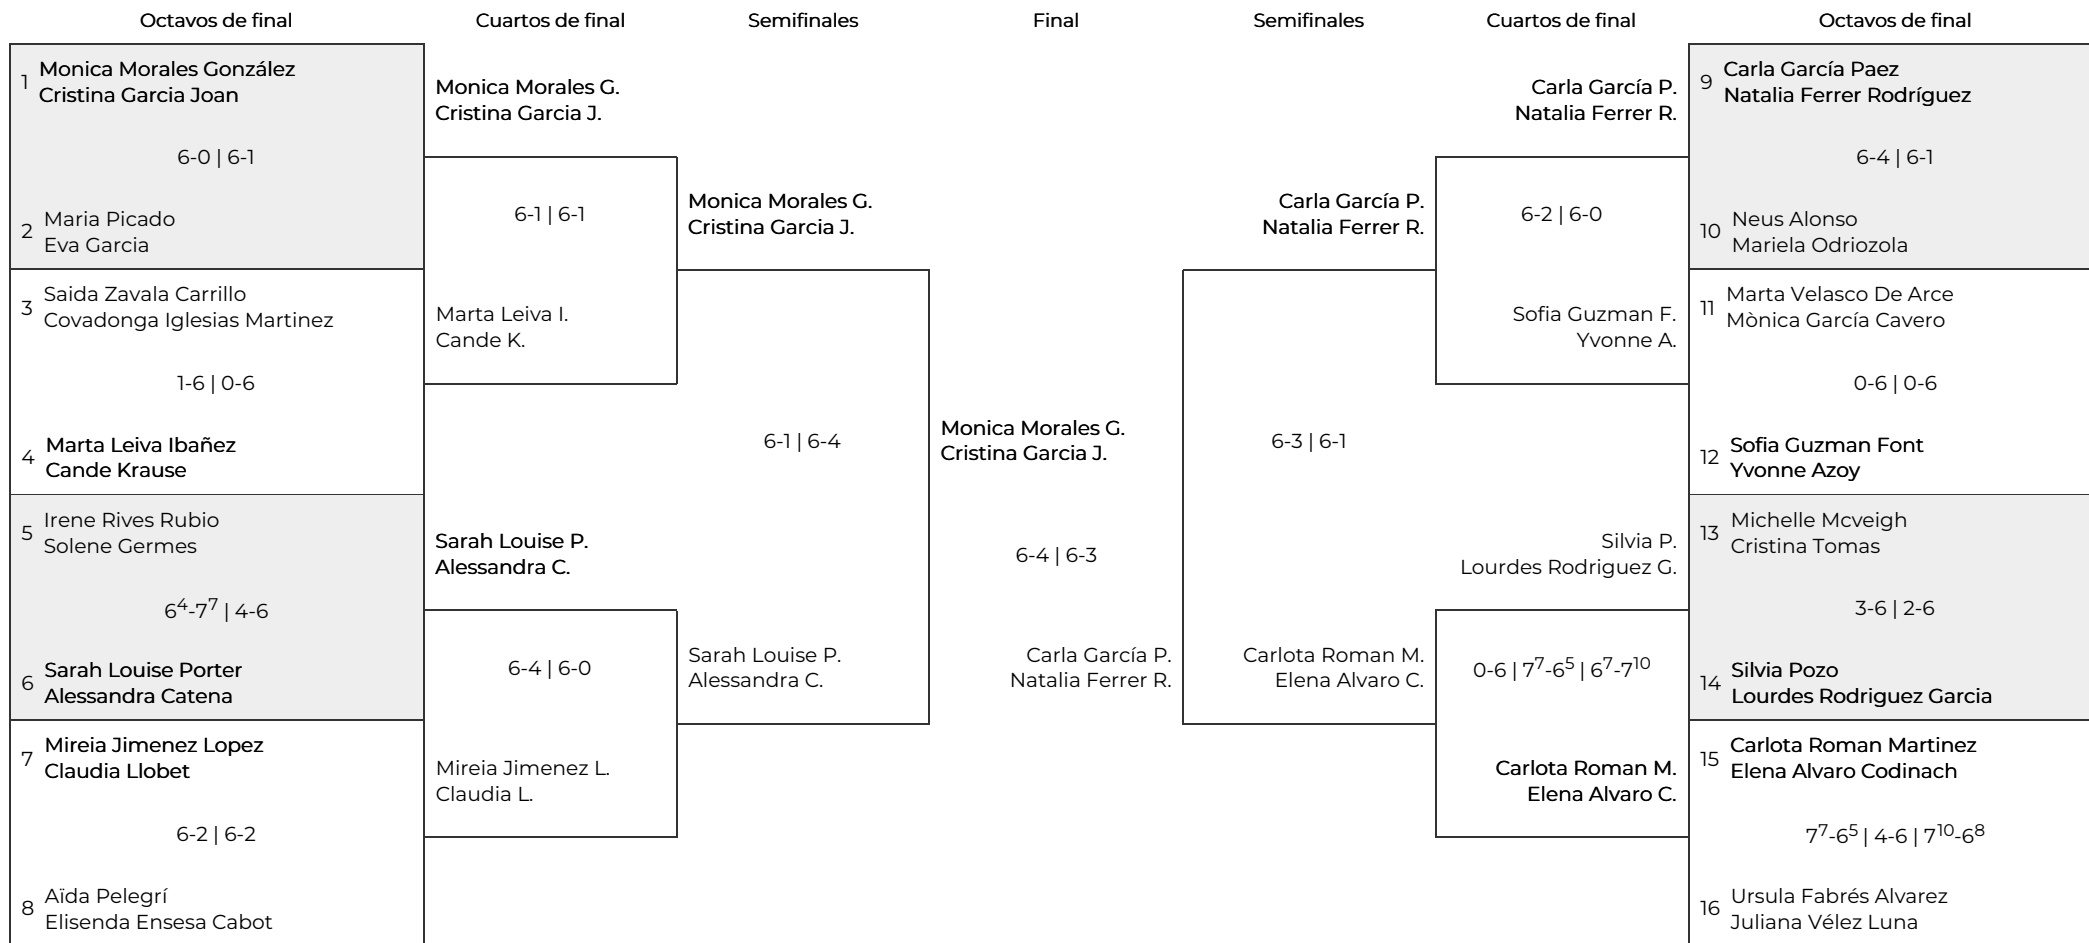 Octavos de final
Cuartos de final
Semifinales
Final
Semifinales
Cuartos de final
Octavos de final
1
Monica Morales González
Cristina Garcia Joan
6-0 | 6-1
2
Maria Picado
Eva Garcia
3
Saida Zavala Carrillo
Covadonga Iglesias Martinez
1-6 | 0-6
4
Marta Leiva Ibañez
Cande Krause
5
Irene Rives Rubio
Solene Germes
6⁴-7⁷ | 4-6
6
Sarah Louise Porter
Alessandra Catena
7
Mireia Jimenez Lopez
Claudia Llobet
6-2 | 6-2
8
Aïda Pelegrí
Elisenda Ensesa Cabot
Monica Morales G.
Cristina Garcia J.
6-1 | 6-1
Marta Leiva I.
Cande K.
Sarah Louise P.
Alessandra C.
6-4 | 6-0
Mireia Jimenez L.
Claudia L.
Monica Morales G.
Cristina Garcia J.
6-1 | 6-4
Sarah Louise P.
Alessandra C.
Monica Morales G.
Cristina Garcia J.
6-4 | 6-3
Carla García P.
Natalia Ferrer R.
Carla García P.
Natalia Ferrer R.
6-3 | 6-1
Carlota Roman M.
Elena Alvaro C.
Carla García P.
Natalia Ferrer R.
6-2 | 6-0
Sofia Guzman F.
Yvonne A.
Silvia P.
Lourdes Rodriguez G.
0-6 | 7⁷-6⁵ | 6⁷-7¹⁰
Carlota Roman M.
Elena Alvaro C.
9
Carla García Paez
Natalia Ferrer Rodríguez
6-4 | 6-1
10
Neus Alonso
Mariela Odriozola
11
Marta Velasco De Arce
Mònica García Cavero
0-6 | 0-6
12
Sofia Guzman Font
Yvonne Azoy
13
Michelle Mcveigh
Cristina Tomas
3-6 | 2-6
14
Silvia Pozo
Lourdes Rodriguez Garcia
15
Carlota Roman Martinez
Elena Alvaro Codinach
7⁷-6⁵ | 4-6 | 7¹⁰-6⁸
16
Ursula Fabrés Alvarez
Juliana Vélez Luna